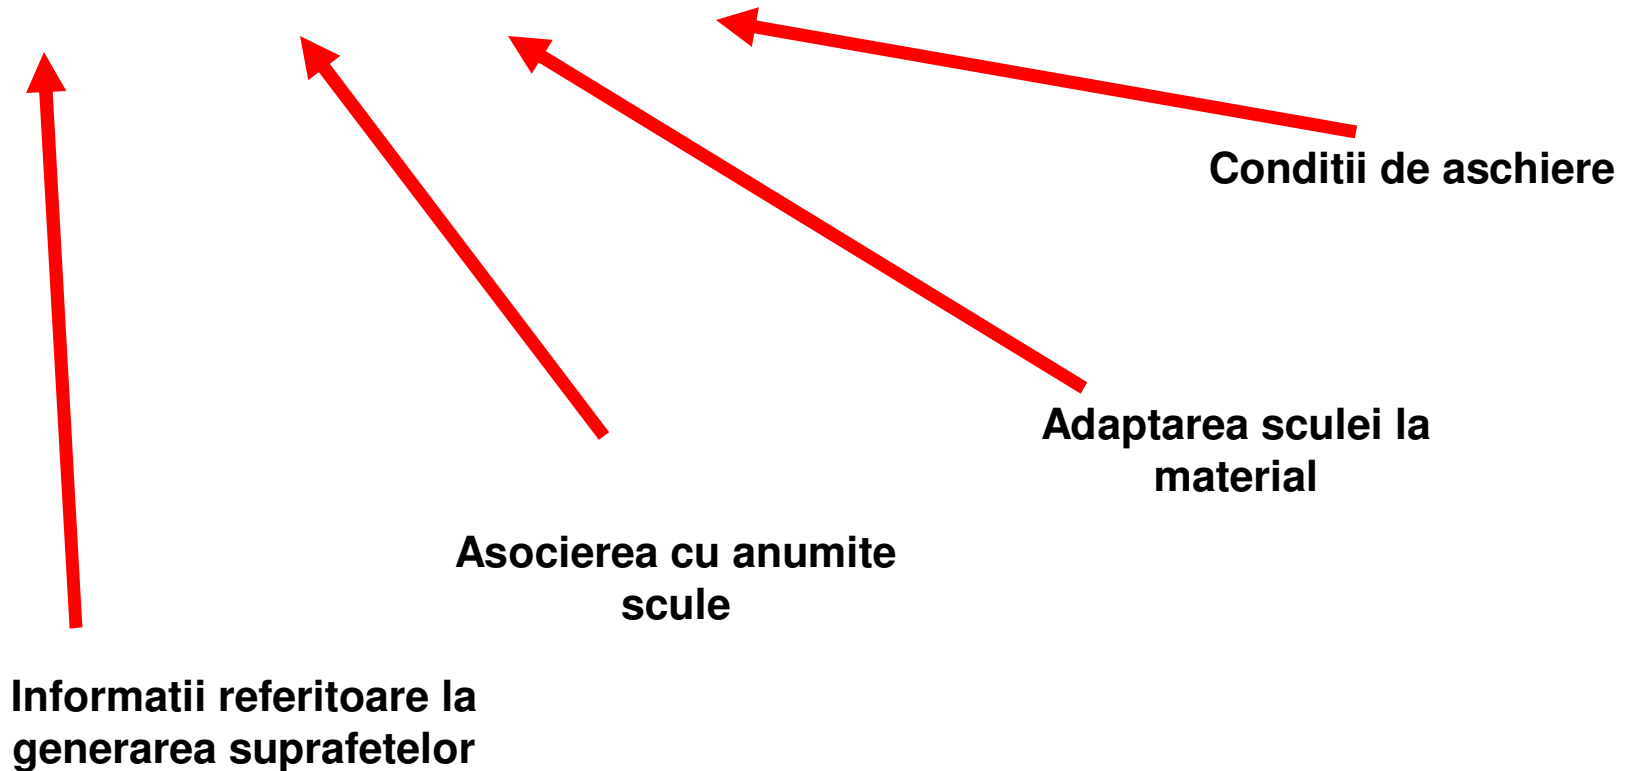 Conditii de aschiere
Adaptarea sculei la
material
Asocierea cu anumite
scule
Informatii referitoare la
generarea suprafetelor